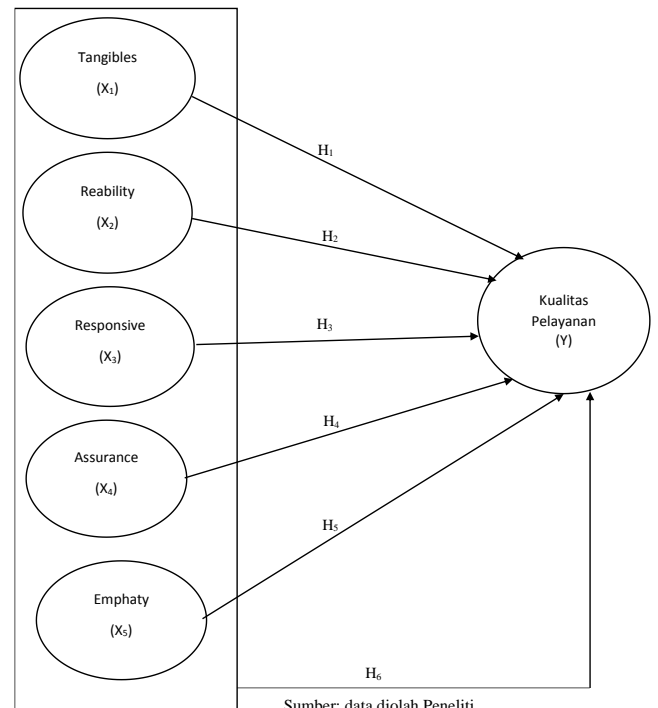 Tangibles
(X₁)
H₁
Reability
(X₂)
H₂
Kualitas
Pelayanan
(Y)
Responsive
(X₃)
H₃
Assurance
(X₄)
H₄
H₅
Emphaty
(X₅)
H₆
Sumber: data diolah Peneliti